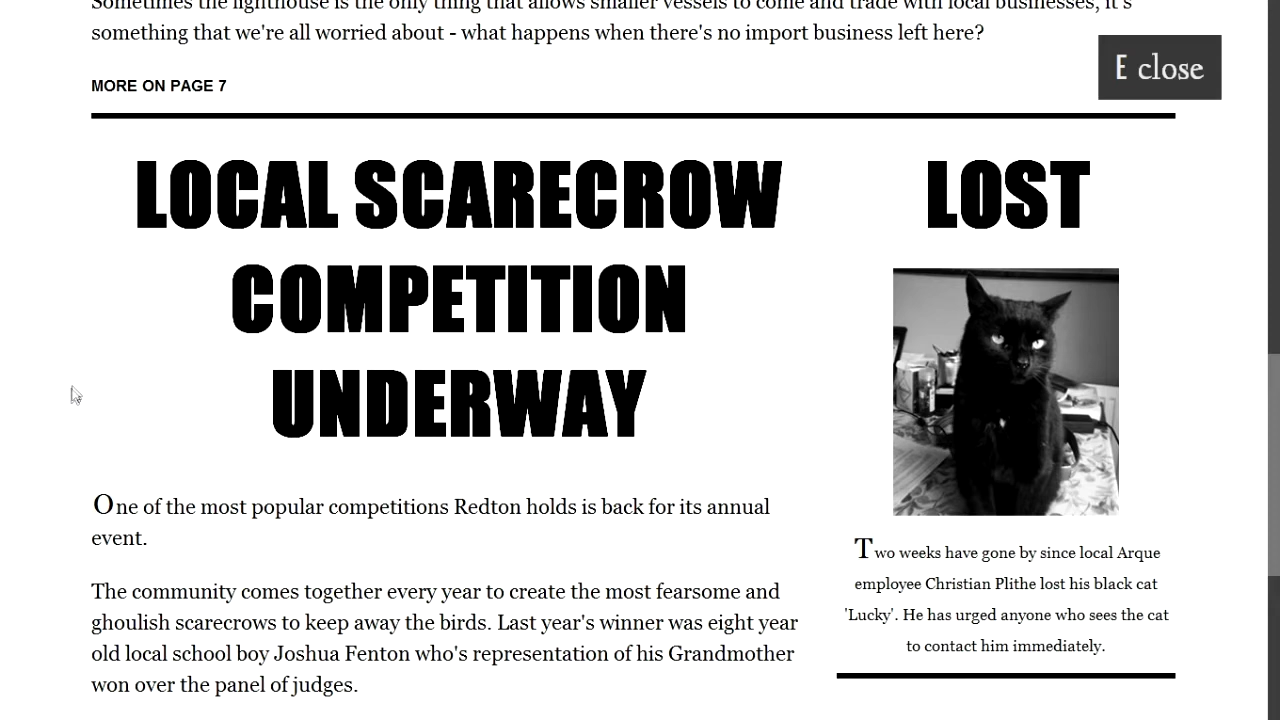 Sometimes the lighthouse is the only thing that allows smaller vessels to come and trade with local businesses, it's
something that we're all worried about - what happens when there's no import business left here?
E close
MORE ON PAGE 7
LOCAL SCARECROW
COMPETITION
UNDERWAY
One of the most popular competitions Redton holds is back for its annual
event.
The community comes together every year to create the most fearsome and
ghoulish scarecrows to keep away the birds. Last year's winner was eight year
old local school boy Joshua Fenton who's representation of his Grandmother
won over the panel of judges.
LOST
Two weeks have gone by since local Arque
employee Christian Plithe lost his black cat
'Lucky'. He has urged anyone who sees the cat
to contact him immediately.